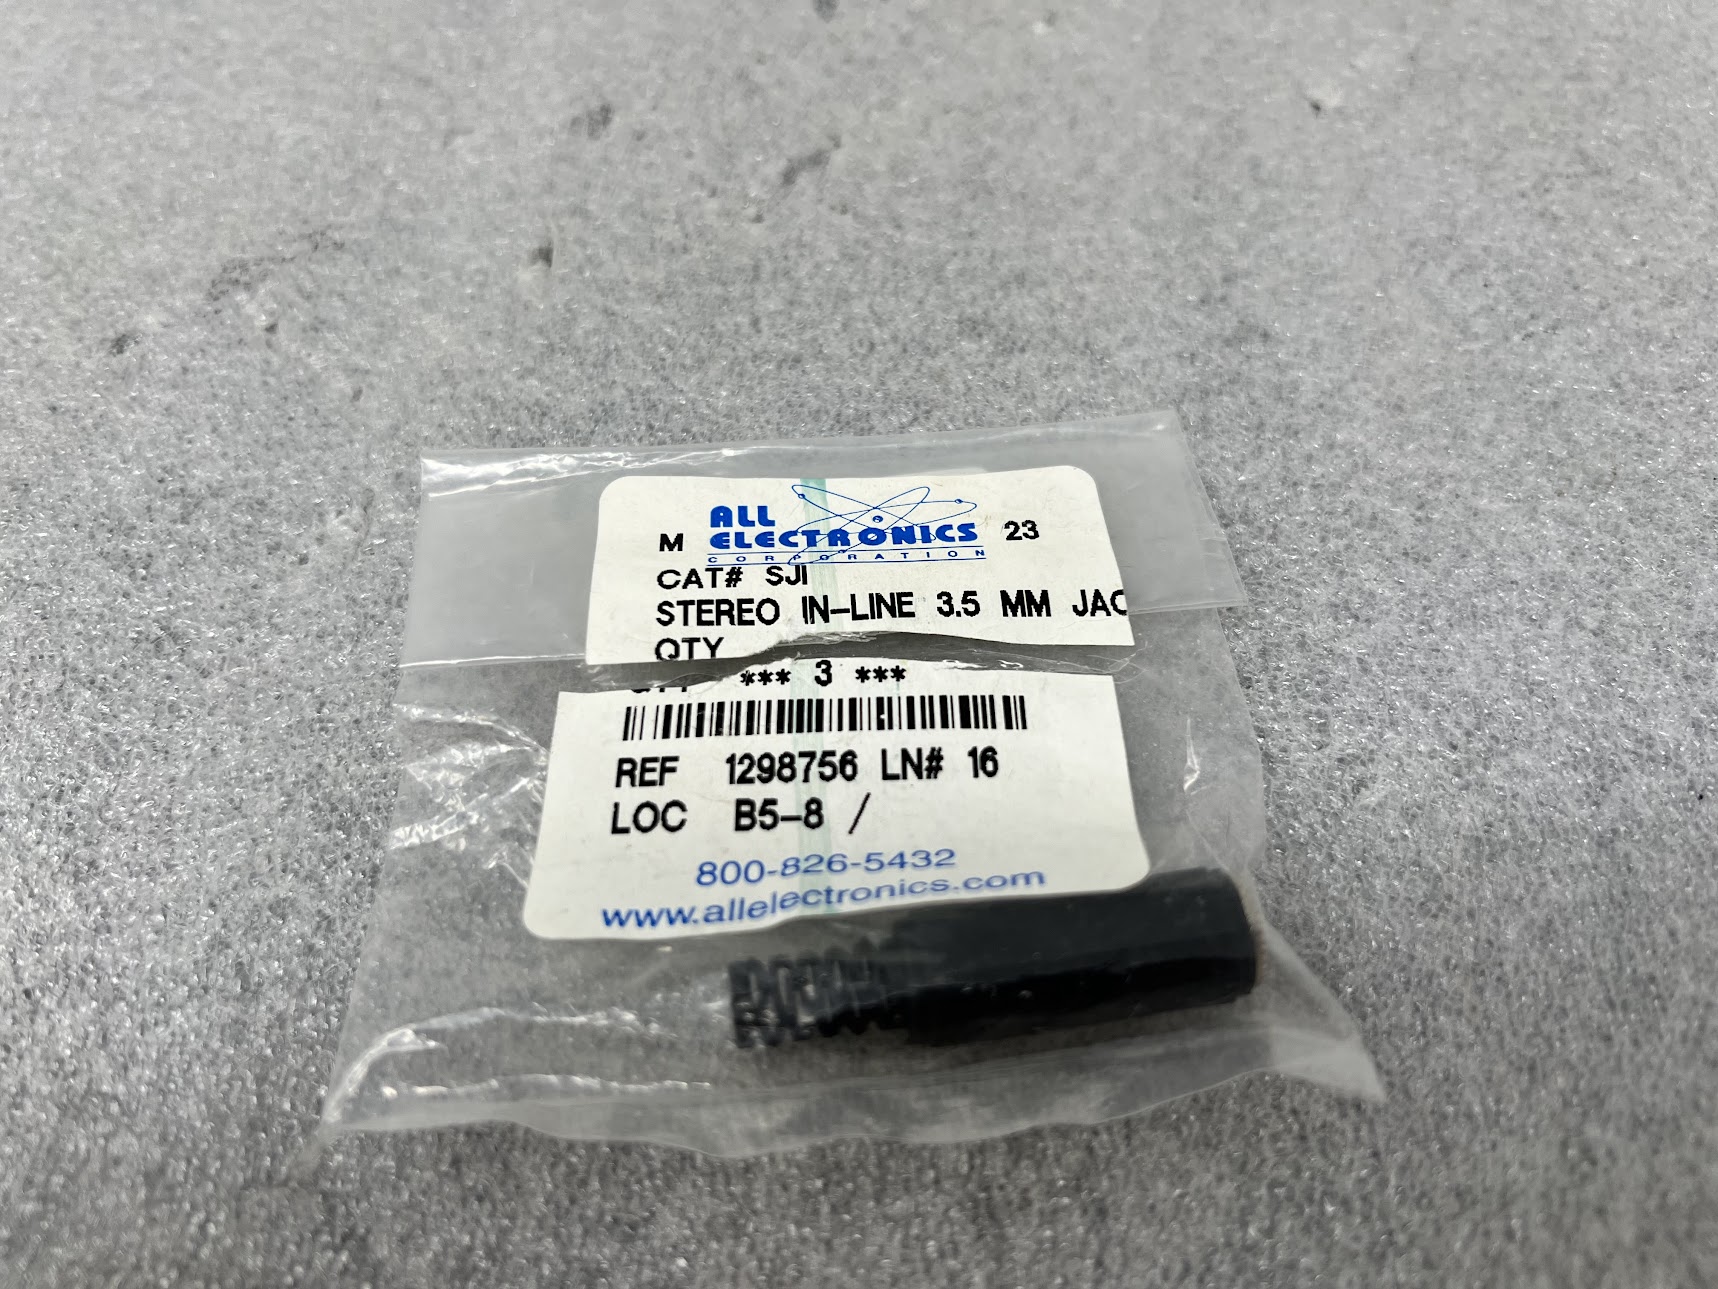 ALL
M ELECTRONICS 23
CORPORATION
CAT# SJI
STEREO IN-LINE 3.5 MM JAC
QTY
QTY *** 3 ***
REF 1298756 LN# 16
LOC B5-8 /
800-826-5432
www.allelectronics.com